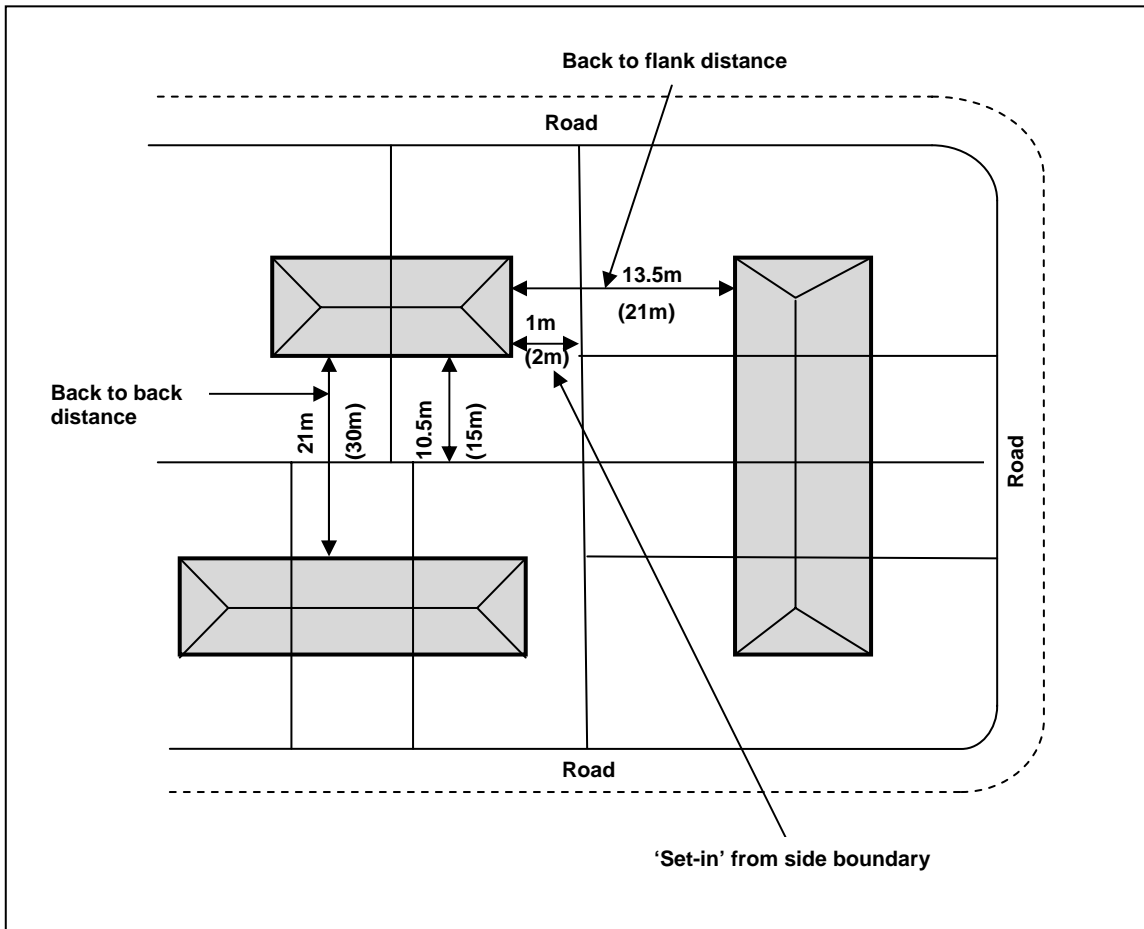 Back to flank distance
Road
13.5m
(21m)
1m
(2m)
Back to back
distance
21m
(30m)
10.5m
(15m)
Road
Road
‘Set-in’ from side boundary